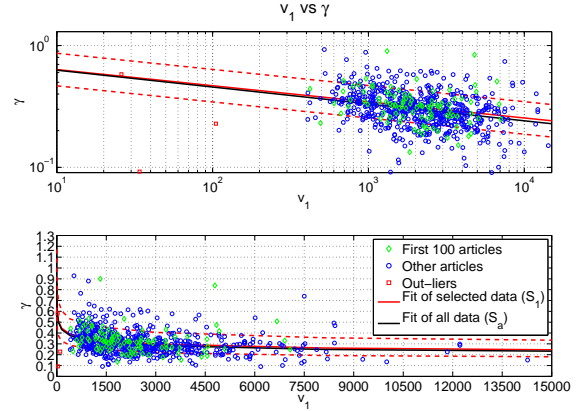 v1 vs γ
10^0
10^-1
γ
10^1
10^2
10^3
10^4
v1
1.3
1.2
1.1
1
0.9
0.8
0.7
0.6
0.5
0.4
0.3
0.2
0.1
0
γ
First 100 articles
Other articles
Out-liers
Fit of selected data (S1)
Fit of all data (Sa)
0 1500 3000 4500 6000 7500 9000 10500 12000 13500 15000
v1